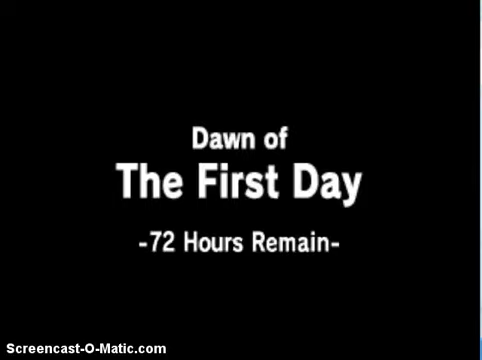 Dawn of
The First Day
-72 Hours Remain-
Screencast-O-Matic.com